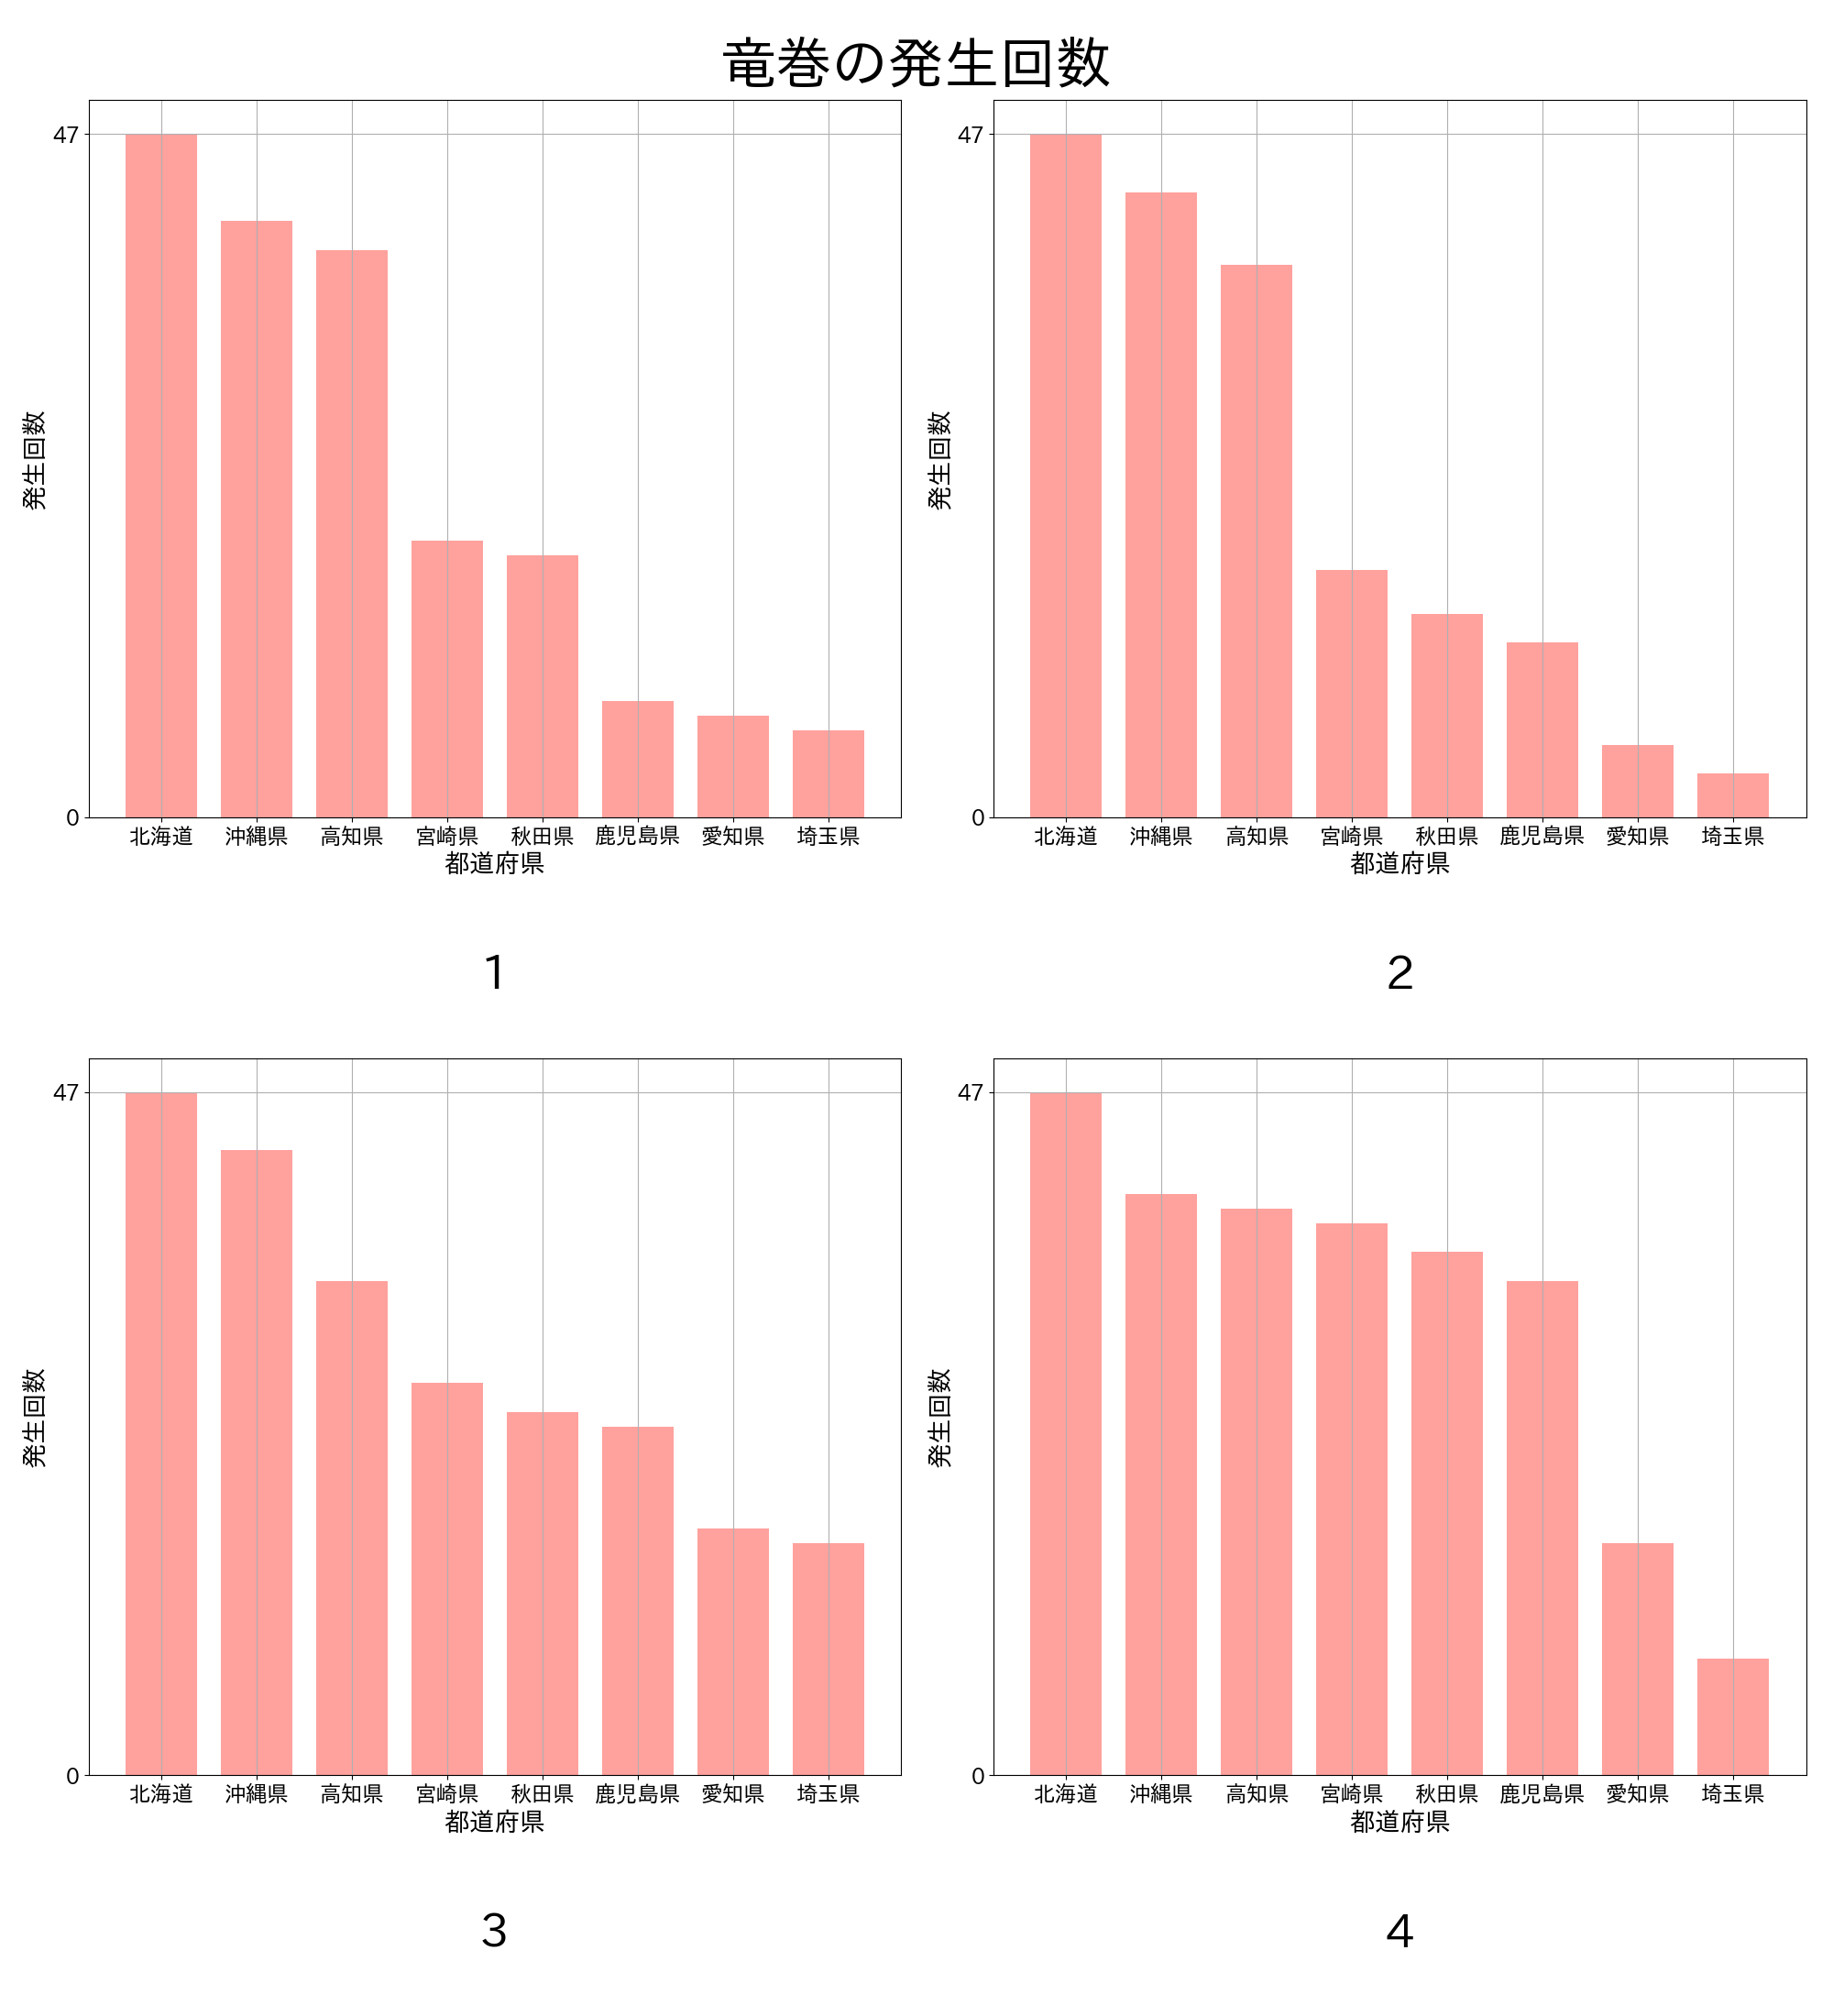 竜巻の発生回数
47
0
発生回数
北海道 沖縄県 高知県 宮崎県 秋田県 鹿児島県 愛知県 埼玉県
都道府県
1
47
0
発生回数
北海道 沖縄県 高知県 宮崎県 秋田県 鹿児島県 愛知県 埼玉県
都道府県
2
47
0
発生回数
北海道 沖縄県 高知県 宮崎県 秋田県 鹿児島県 愛知県 埼玉県
都道府県
3
47
0
発生回数
北海道 沖縄県 高知県 宮崎県 秋田県 鹿児島県 愛知県 埼玉県
都道府県
4